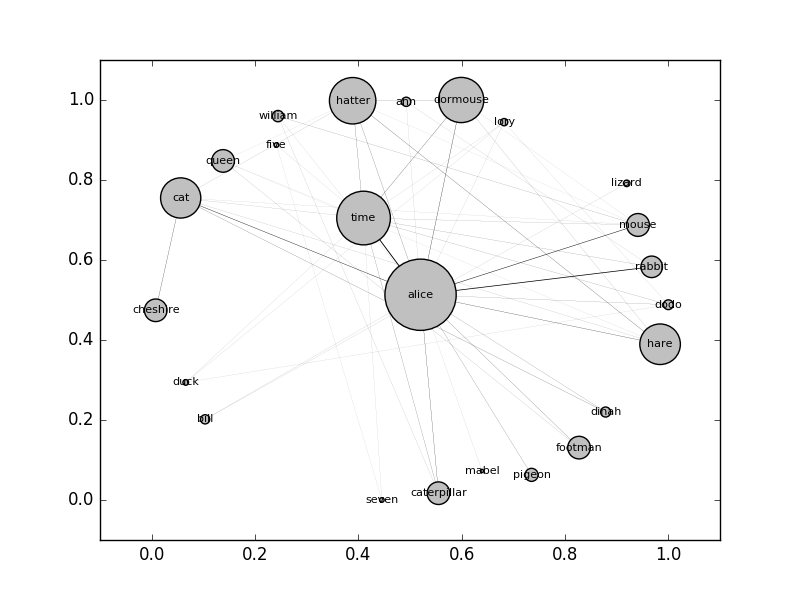 1.0
0.8
0.6
0.4
0.2
0.0
0.0
0.2
0.4
0.6
0.8
1.0
hatter
ann
dormouse
william
lory
five
queen
lizard
cat
time
mouse
rabbit
alice
dodo
cheshire
hare
duck
dinah
bill
footman
mabel
pigeon
caterpillar
seven